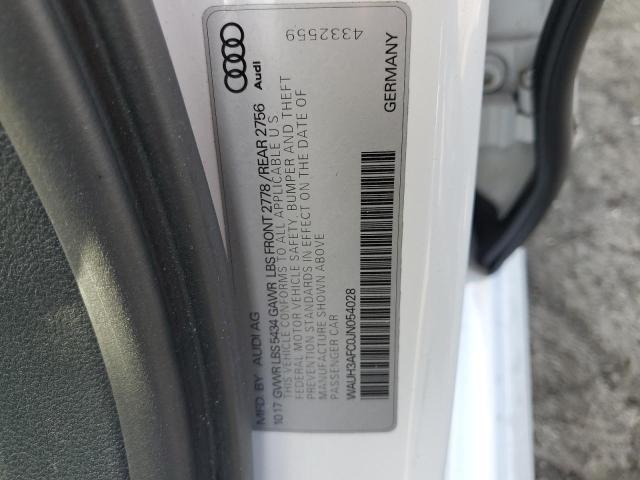 MFD. BY AUDI AG
10 17 GVWR LBS 5434 GAWR LBS FRONT 2778 / REAR 2756
THIS VEHICLE CONFORMS TO ALL APPLICABLE U S
FEDERAL MOTOR VEHICLE SAFETY, BUMPER AND THEFT
PREVENTION STANDARDS IN EFFECT ON THE DATE OF
MANUFACTURE SHOWN ABOVE
PASSENGER CAR
WAUH3AFC0JN054028
Audi
4332559
GERMANY